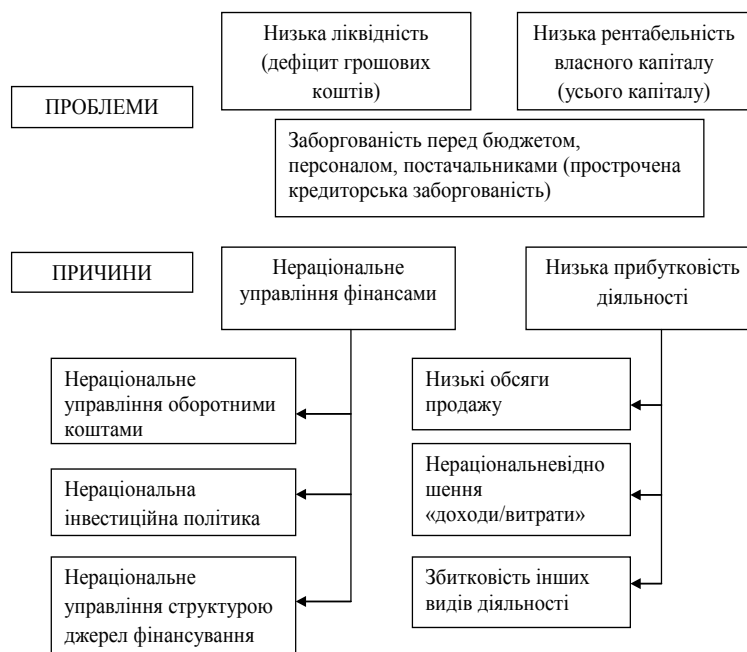 ПРОБЛЕМИ
Низька ліквідність
(дефіцит грошових
коштів)
Низька рентабельність
власного капіталу
(усього капіталу)
Заборгованість перед бюджетом,
персоналом, постачальниками (прострочена
кредиторська заборгованість)
ПРИЧИНИ
Нераціональне
управління фінансами
Низька прибутковість
діяльності
Нераціональне
управління оборотними
коштами
Нераціональна
інвестиційна політика
Нераціональне
управління структурою
джерел фінансування
Низькі обсяги
продажу
Нераціональневідно
шення
«доходи/витрати»
Збитковість інших
видів діяльності